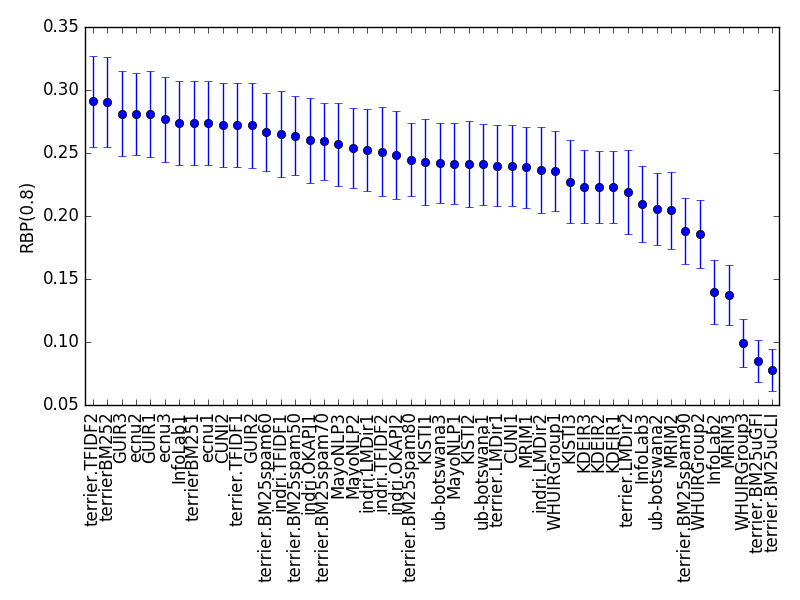 0.35
0.30
0.25
0.20
0.15
0.10
0.05
RBP(0.8)
terrier.TFIDF2
terrierBM252
GUIR3
ecnu2
GUIR1
ecnu3
InfoLab1
terrierBM251
ecnu1
CUNI2
terrier.TFIDF1
GUIR2
terrier.BM25spam60
indri.TFIDF1
terrier.BM25spam50
indri.OKAPI1
terrier.BM25spam70
MayoNLP3
MayoNLP2
indri.LMDir1
indri.TFIDF2
indri.OKAPI2
terrier.BM25spam80
KISTI1
ub-botswana3
MayoNLP1
KISTI2
ub-botswana1
terrier.LMDir1
CUNI1
MRIM1
indri.LMDir2
WHUIRGroup1
KISTI3
KDEIR3
KDEIR2
KDEIR1
terrier.LMDir2
InfoLab3
ub-botswana2
MRIM2
terrier.BM25spam90
WHUIRGroup2
InfoLab2
MRIM3
WHUIRGroup3
terrier.BM25uGFI
terrier.BM25uCLI